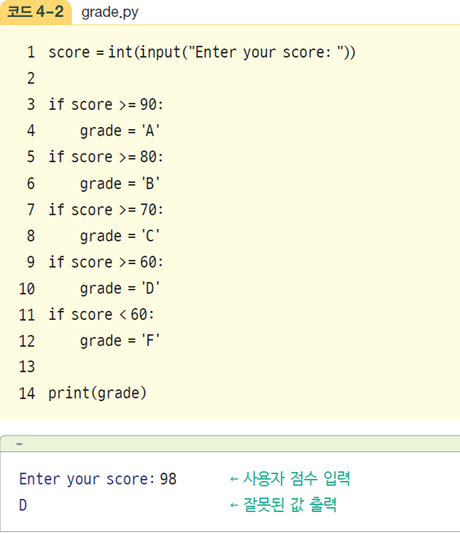 코드 4-2 grade.py
1 score = int(input("Enter your score: "))
2
3 if score >= 90:
4     grade = 'A'
5 if score >= 80:
6     grade = 'B'
7 if score >= 70:
8     grade = 'C'
9 if score >= 60:
10     grade = 'D'
11 if score < 60:
12     grade = 'F'
13
14 print(grade)
Enter your score: 98 ← 사용자 점수 입력
D ← 잘못된 값 출력